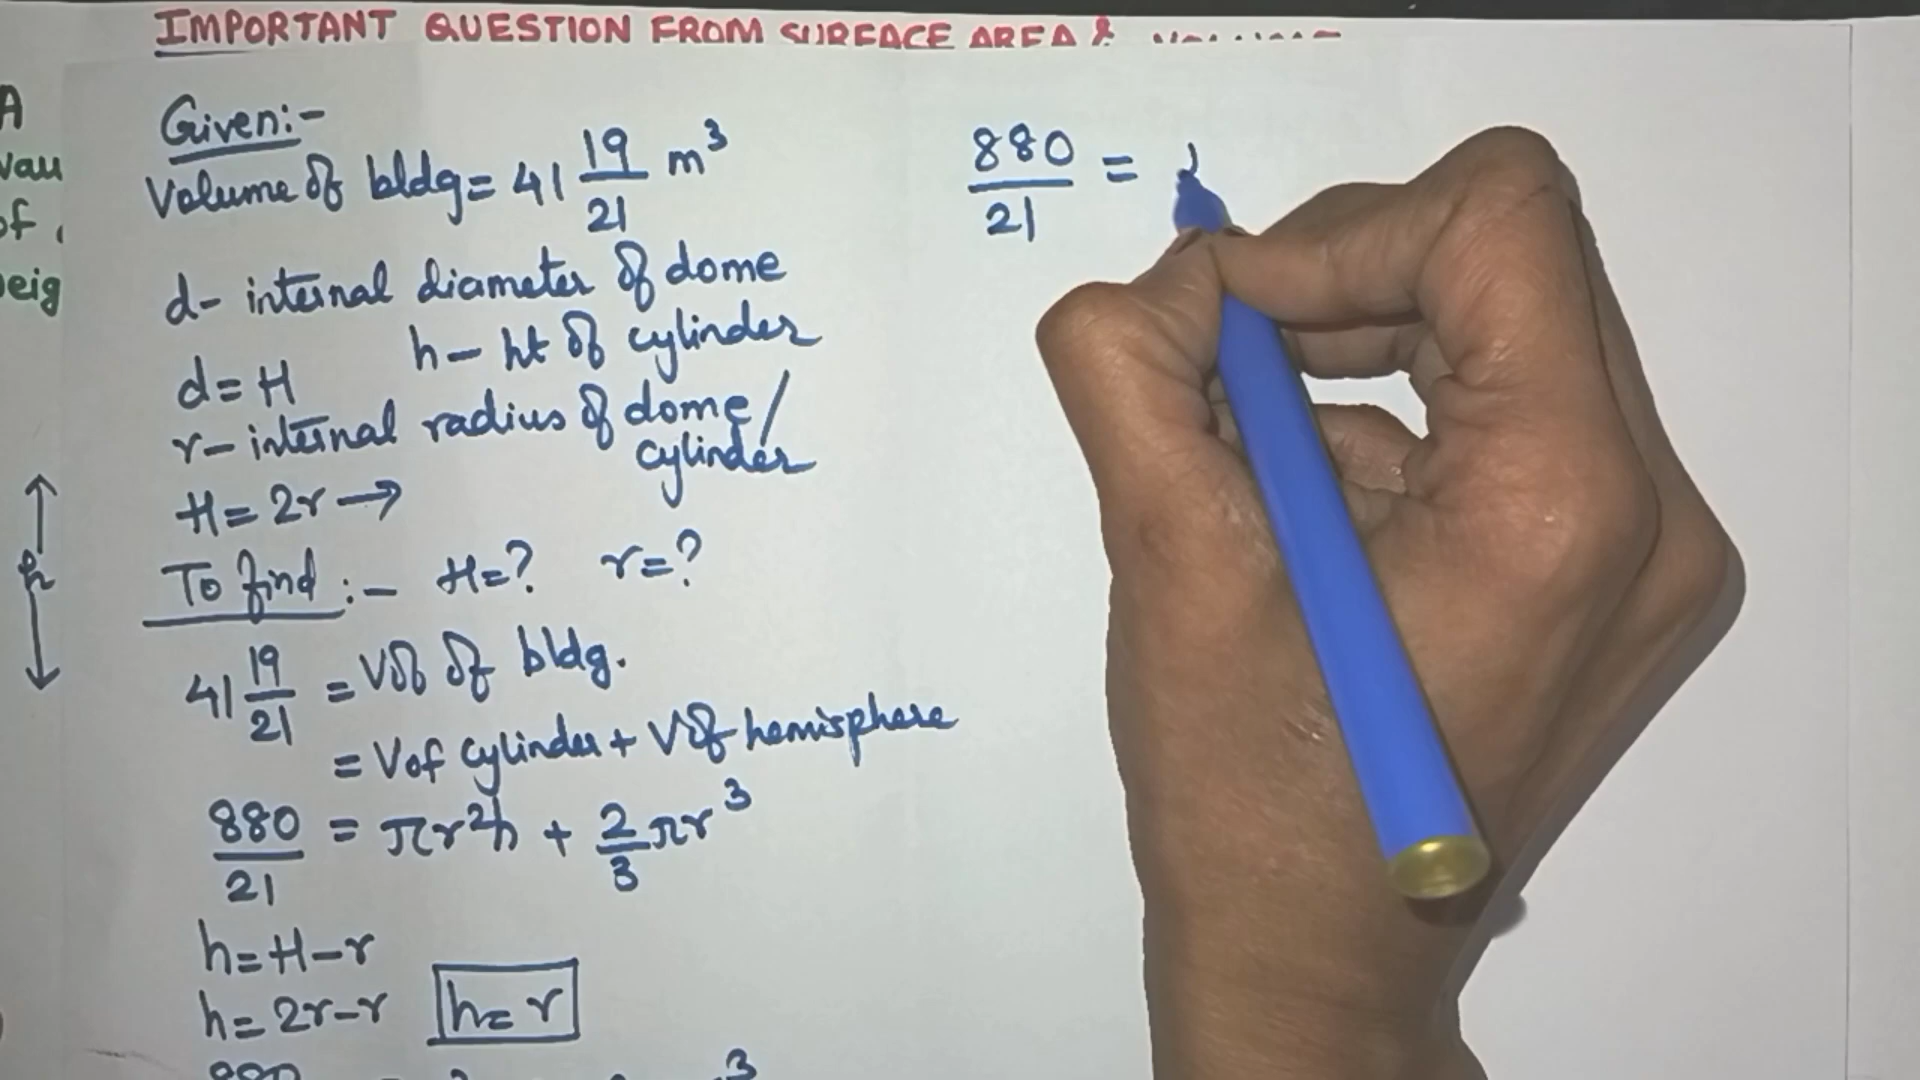 IMPORTANT QUESTION FROM SURFACE AREA &
A
of
Given:-
Volume of bldg = 41 19/21 m³
d- internal diameter of dome
h- ht of cylinder
d = H
r- internal radius of dome/
cylinder
H = 2r →
h
To find :- H=? r=?
41 19/21 = V of of bldg.
= V of cylinder + V of hemisphere
880/21 = πr²h + 2/3 πr³
h = H-r
h = 2r-r h = r
880/21 =